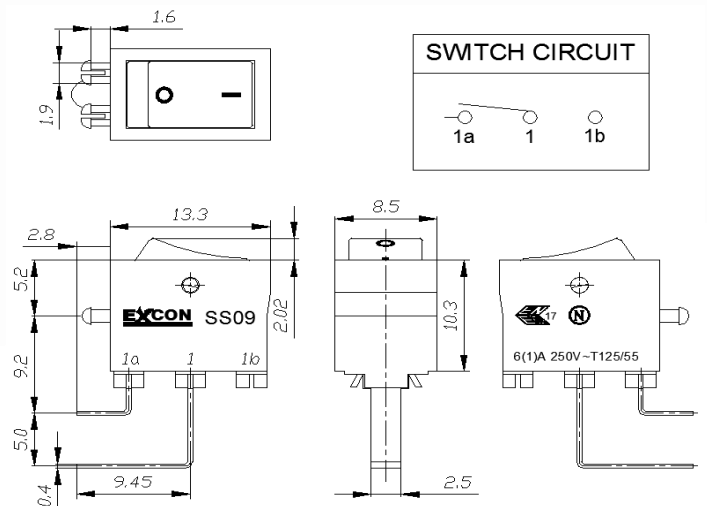 1.6
1.9
SWITCH CIRCUIT
1a 1 1b
13.3
8.5
2.8
5.2
2.02
10.3
EXCON SS09
17 N
9.2
1a 1 1b
6(1)A 250V~T125/55
5.0
0.4
9.45
2.5